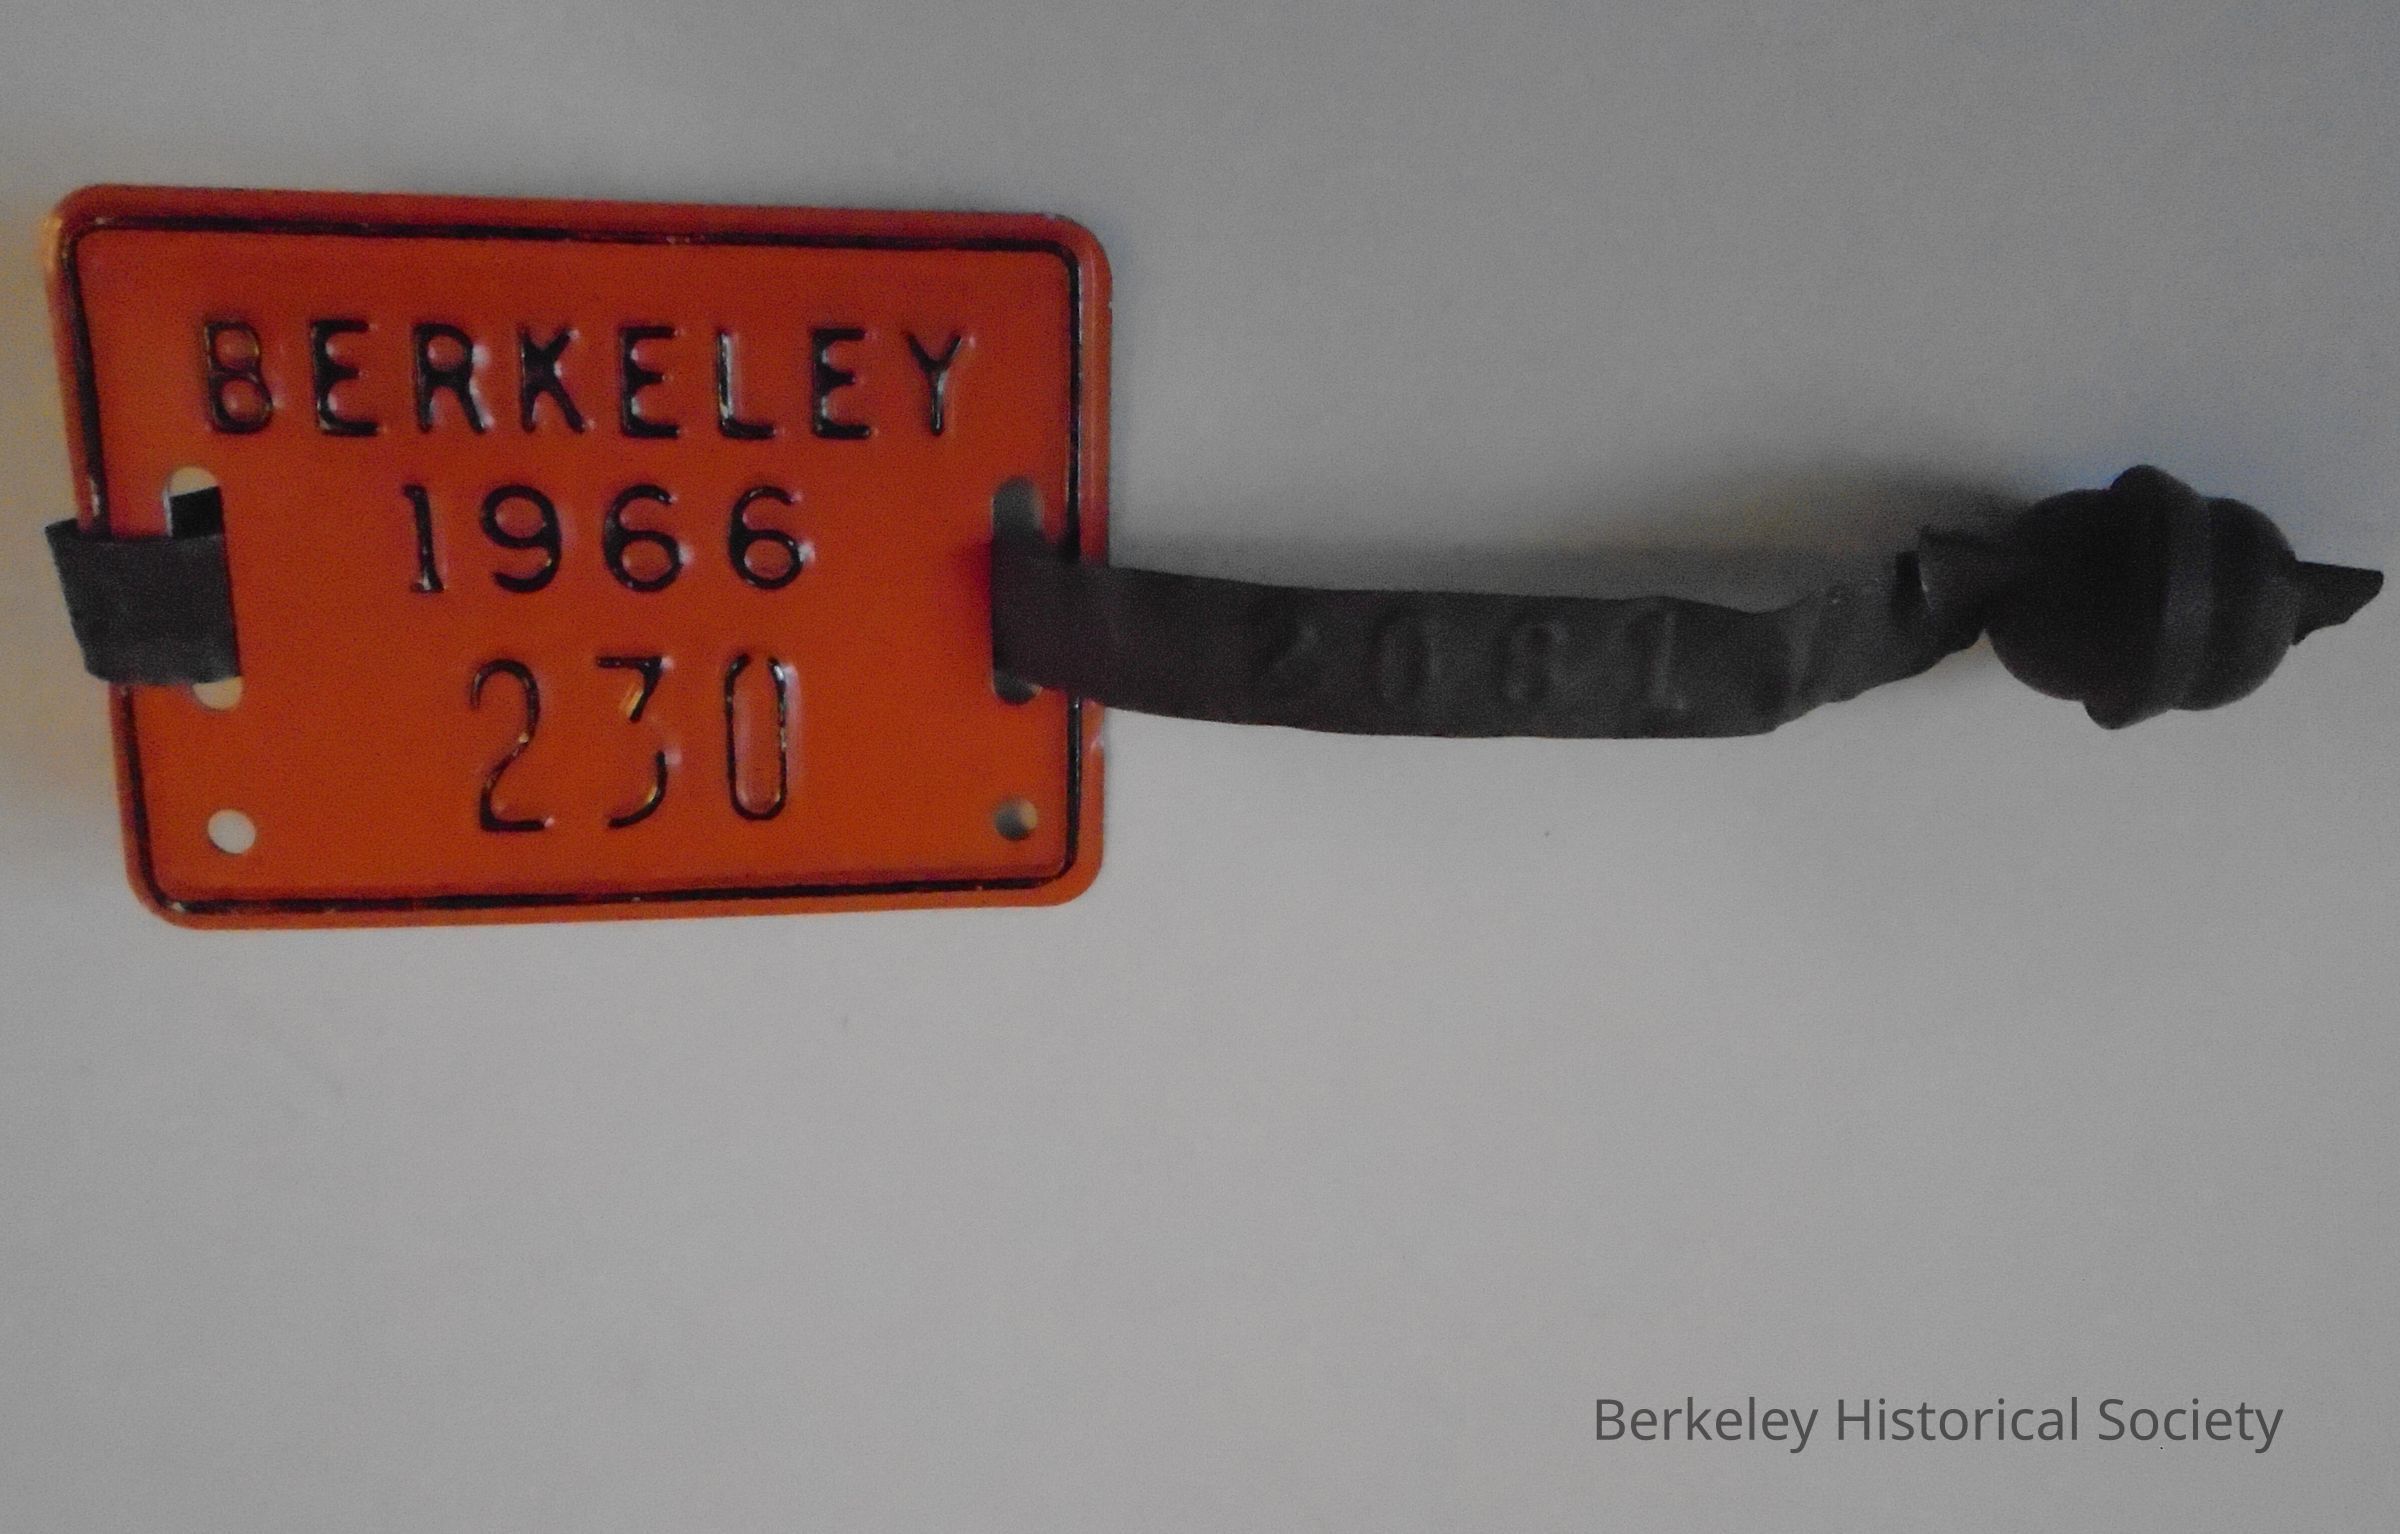 BERKELEY
1966
230
Berkeley Historical Society